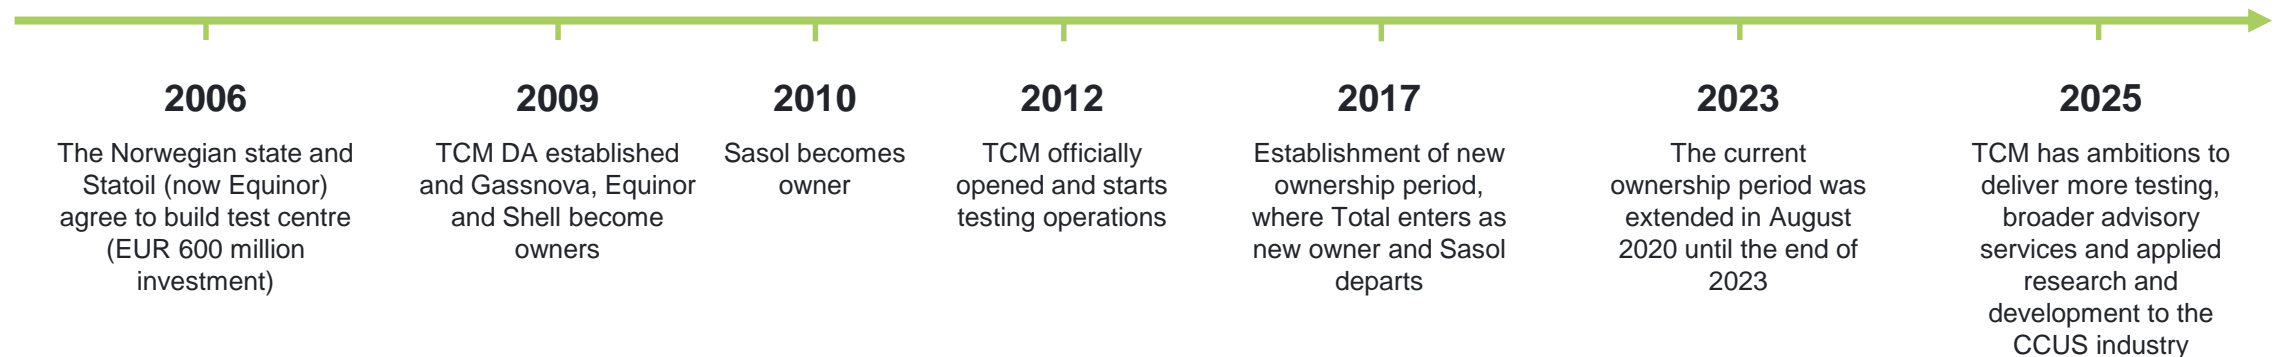 2006
The Norwegian state and
Statoil (now Equinor)
agree to build test centre
(EUR 600 million
investment)
2009
TCM DA established
and Gassnova, Equinor
and Shell become
owners
2010
Sasol becomes
owner
2012
TCM officially
opened and starts
testing operations
2017
Establishment of new
ownership period,
where Total enters as
new owner and Sasol
departs
2023
The current
ownership period was
extended in August
2020 until the end of
2023
2025
TCM has ambitions to
deliver more testing,
broader advisory
services and applied
research and
development to the
CCUS industry